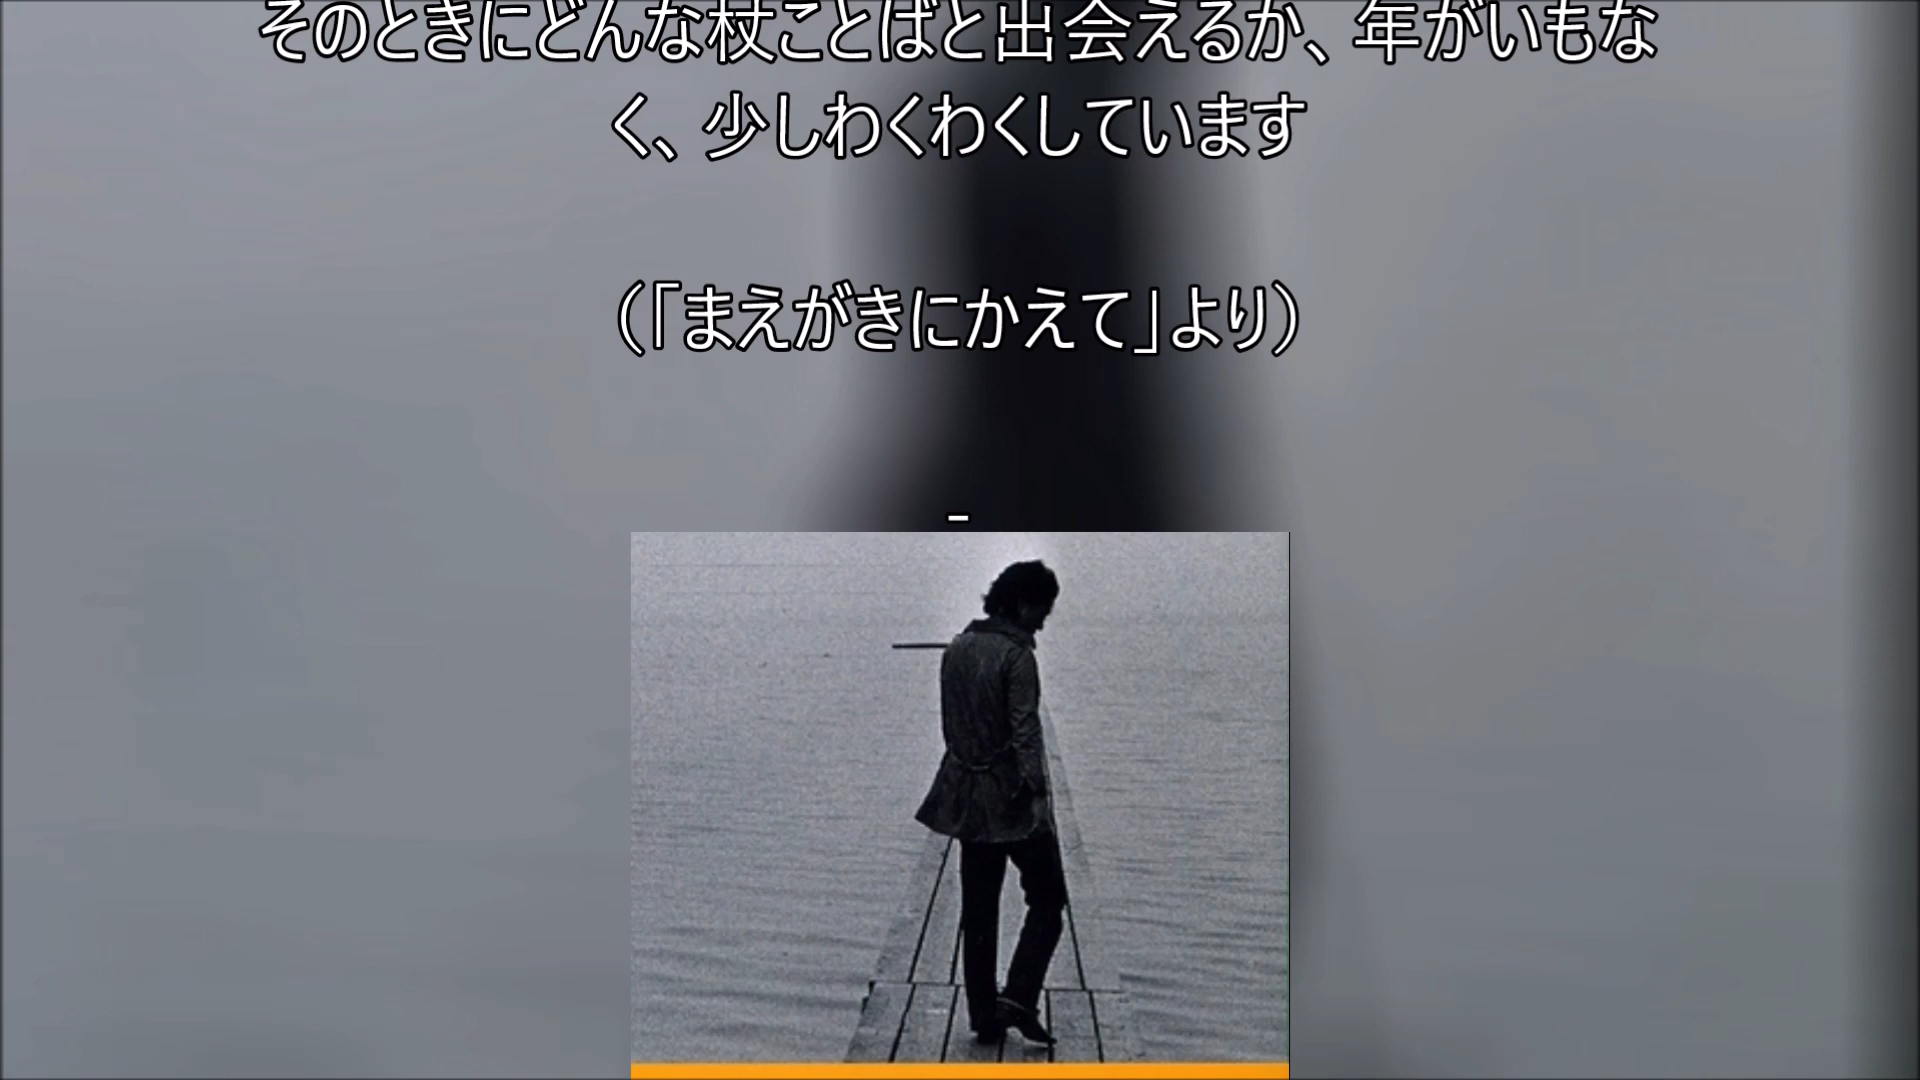 そのときにどんな杖ことばと出会えるか、年がいもな
く、少しわくわくしています
（「まえがきにかえて」より）
-